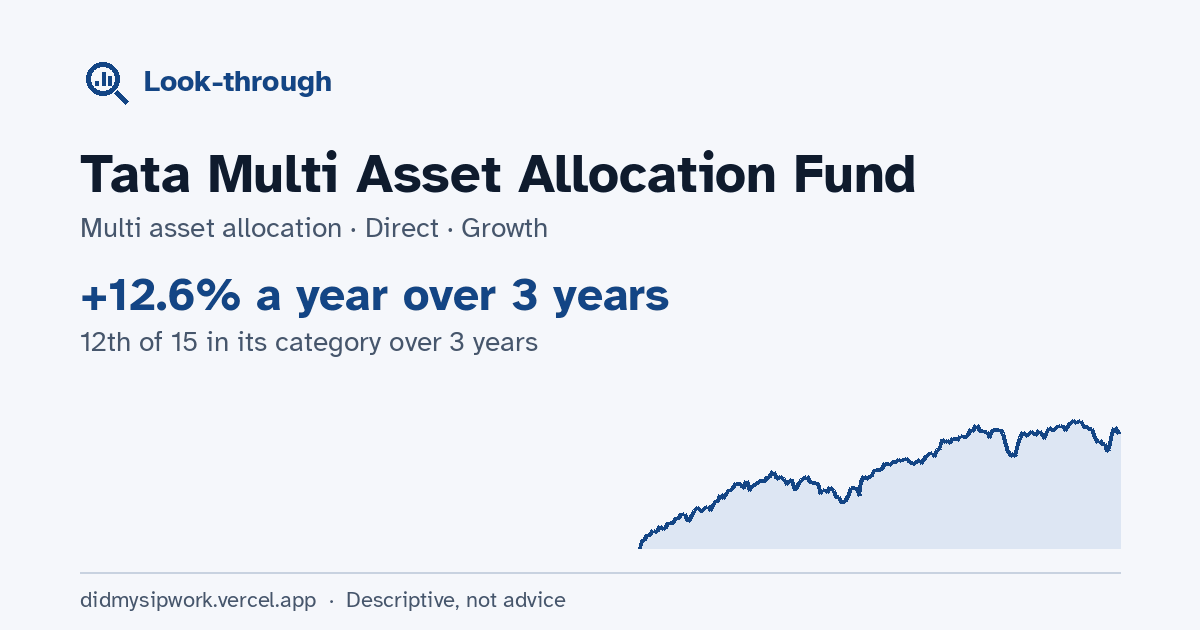 Look-through
Tata Multi Asset Allocation Fund
Multi asset allocation · Direct · Growth
+12.6% a year over 3 years
12th of 15 in its category over 3 years
didmysipwork.vercel.app · Descriptive, not advice